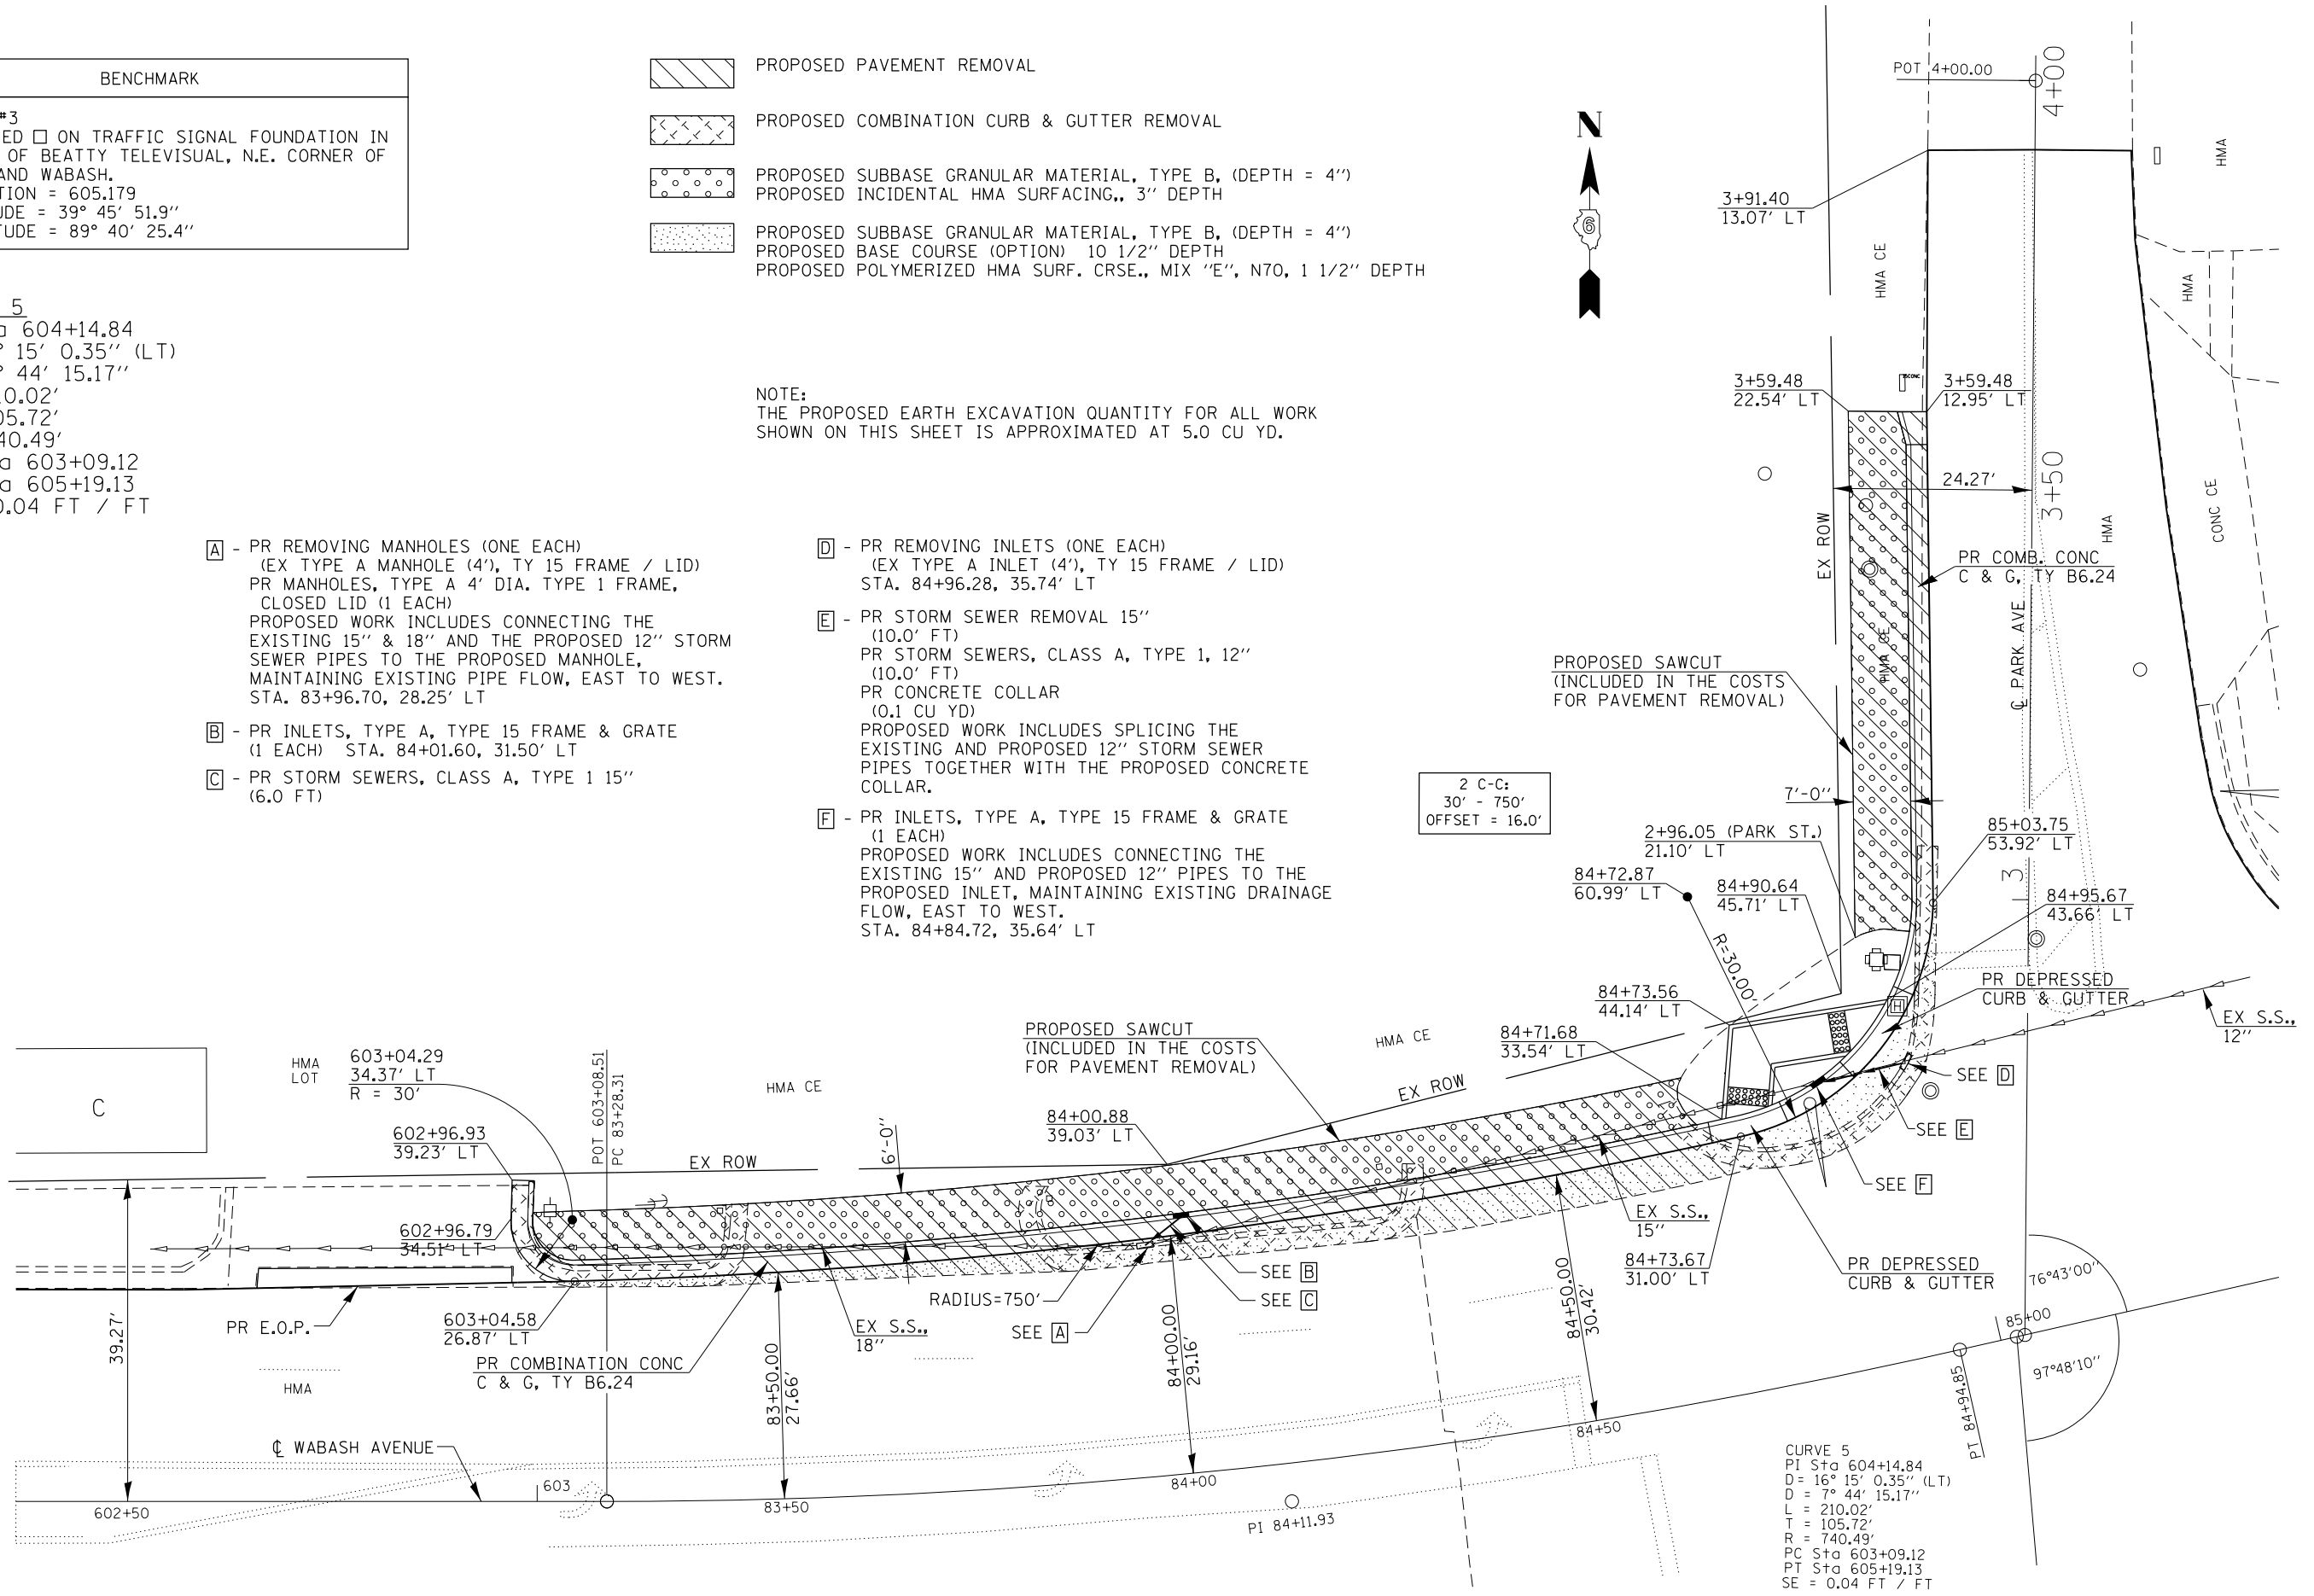 BENCHMARK
#3
ED □ ON TRAFFIC SIGNAL FOUNDATION IN
OF BEATTY TELEVISUAL, N.E. CORNER OF
AND WABASH.
TION = 605.179
UDE = 39° 45' 51.9"
TUDE = 89° 40' 25.4"
PROPOSED PAVEMENT REMOVAL
PROPOSED COMBINATION CURB & GUTTER REMOVAL
PROPOSED SUBBASE GRANULAR MATERIAL, TYPE B, (DEPTH = 4")
PROPOSED INCIDENTAL HMA SURFACING,, 3" DEPTH
PROPOSED SUBBASE GRANULAR MATERIAL, TYPE B, (DEPTH = 4")
PROPOSED BASE COURSE (OPTION) 10 1/2" DEPTH
PROPOSED POLYMERIZED HMA SURF. CRSE., MIX "E", N70, 1 1/2" DEPTH
N
6
5
a 604+14.84
° 15' 0.35" (LT)
° 44' 15.17"
0.02'
05.72'
40.49'
a 603+09.12
a 605+19.13
0.04 FT / FT
NOTE:
THE PROPOSED EARTH EXCAVATION QUANTITY FOR ALL WORK
SHOWN ON THIS SHEET IS APPROXIMATED AT 5.0 CU YD.
A - PR REMOVING MANHOLES (ONE EACH)
(EX TYPE A MANHOLE (4'), TY 15 FRAME / LID)
PR MANHOLES, TYPE A 4' DIA. TYPE 1 FRAME,
CLOSED LID (1 EACH)
PROPOSED WORK INCLUDES CONNECTING THE
EXISTING 15" & 18" AND THE PROPOSED 12" STORM
SEWER PIPES TO THE PROPOSED MANHOLE,
MAINTAINING EXISTING PIPE FLOW, EAST TO WEST.
STA. 83+96.70, 28.25' LT
B - PR INLETS, TYPE A, TYPE 15 FRAME & GRATE
(1 EACH) STA. 84+01.60, 31.50' LT
C - PR STORM SEWERS, CLASS A, TYPE 1 15"
(6.0 FT)
D - PR REMOVING INLETS (ONE EACH)
(EX TYPE A INLET (4'), TY 15 FRAME / LID)
STA. 84+96.28, 35.74' LT
E - PR STORM SEWER REMOVAL 15"
(10.0' FT)
PR STORM SEWERS, CLASS A, TYPE 1, 12"
(10.0' FT)
PR CONCRETE COLLAR
(0.1 CU YD)
PROPOSED WORK INCLUDES SPLICING THE
EXISTING AND PROPOSED 12" STORM SEWER
PIPES TOGETHER WITH THE PROPOSED CONCRETE
COLLAR.
F - PR INLETS, TYPE A, TYPE 15 FRAME & GRATE
(1 EACH)
PROPOSED WORK INCLUDES CONNECTING THE
EXISTING 15" AND PROPOSED 12" PIPES TO THE
PROPOSED INLET, MAINTAINING EXISTING DRAINAGE
FLOW, EAST TO WEST.
STA. 84+84.72, 35.64' LT
2 C-C:
30' - 750'
OFFSET = 16.0'
POT 4+00.00
4+00
3+91.40
13.07' LT
HMA CE
HMA
HMA
3+59.48
22.54' LT
3+59.48
12.95' LT
24.27'
3+50
EX ROW
HMA
CONC CE
PR COMB. CONC
C & G, TY B6.24
℄ PARK AVE
HMA CE
PROPOSED SAWCUT
(INCLUDED IN THE COSTS
FOR PAVEMENT REMOVAL)
7'-0"
2+96.05 (PARK ST.)
21.10' LT
85+03.75
53.92' LT
84+72.87
60.99' LT
84+90.64
45.71' LT
3
84+95.67
43.66' LT
R=30.00'
PR DEPRESSED
CURB & GUTTER
H
84+73.56
44.14' LT
84+71.68
33.54' LT
EX S.S.,
12"
SEE D
SEE E
SEE F
PROPOSED SAWCUT
(INCLUDED IN THE COSTS
FOR PAVEMENT REMOVAL)
HMA CE
EX ROW
C
HMA
LOT
603+04.29
34.37' LT
R = 30'
POT 603+08.51
PC 83+28.31
HMA CE
84+00.88
39.03' LT
602+96.93
39.23' LT
EX ROW
6'-0"
602+96.79
34.51' LT
39.27'
PR E.O.P.
603+04.58
26.87' LT
PR COMBINATION CONC
C & G, TY B6.24
HMA
83+50.00
27.66'
EX S.S.,
18"
RADIUS=750'
SEE A
SEE B
SEE C
84+00.00
29.16'
84+50.00
30.42'
EX S.S.,
15"
84+73.67
31.00' LT
PR DEPRESSED
CURB & GUTTER
76°43'00"
85+00
97°48'10"
PT 84+94.85
℄ WABASH AVENUE
602+50
603
83+50
84+00
PI 84+11.93
84+50
CURVE 5
PI Sta 604+14.84
D= 16° 15' 0.35" (LT)
D = 7° 44' 15.17"
L = 210.02'
T = 105.72'
R = 740.49'
PC Sta 603+09.12
PT Sta 605+19.13
SE = 0.04 FT / FT